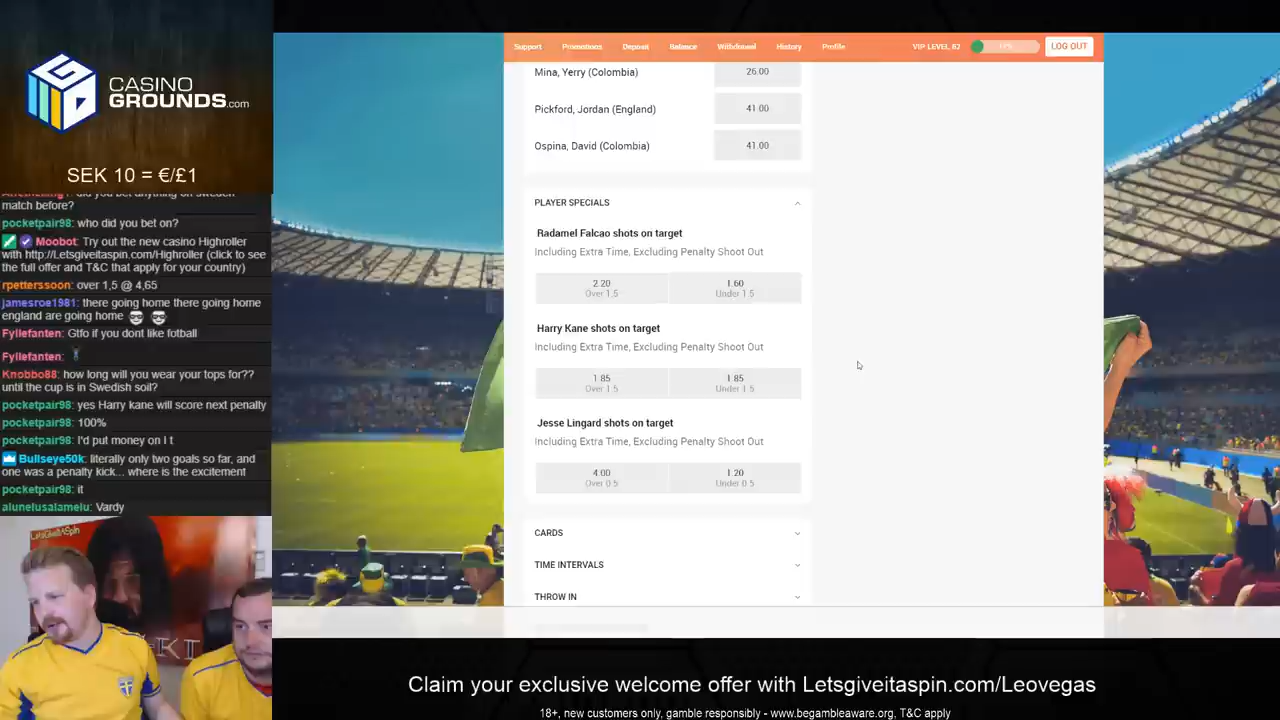 CASINO
GROUNDS.com
SEK 10 = €/£1
match before?
pocketpair98: who did you bet on?
Moobot: Try out the new casino Highroller
with http://Letsgiveitaspin.com/Highroller (click to see
the full offer and T&C that apply for your country)
rpetterssoon: over 1,5 @ 4,65
jamesroe1981: there going home there going home
england are going home
Fyllefanten: Gtfo if you dont like fotball
Fyllefanten:
Knobbo88: how long will you wear your tops for??
until the cup is in Swedish soil?
pocketpair98: yes Harry kane will score next penalty
pocketpair98: 100%
pocketpair98: I'd put money on I t
Bullseye50k: literally only two goals so far, and
one was a penalty kick... where is the excitement
pocketpair98: it
alunelusalamelu: Vardy
LetsGiveItASpin
Support Promotions Deposit Balance Withdrawal History Profile VIP LEVEL 67 LOG OUT
Mina, Yerry (Colombia) 26.00
Pickford, Jordan (England) 41.00
Ospina, David (Colombia) 41.00
PLAYER SPECIALS
Radamel Falcao shots on target
Including Extra Time, Excluding Penalty Shoot Out
2.20 1.60
Over 1.5 Under 1.5
Harry Kane shots on target
Including Extra Time, Excluding Penalty Shoot Out
1.85 1.85
Over 1.5 Under 1.5
Jesse Lingard shots on target
Including Extra Time, Excluding Penalty Shoot Out
4.00 1.20
Over 0.5 Under 0.5
CARDS
TIME INTERVALS
THROW IN
Claim your exclusive welcome offer with Letsgiveitaspin.com/Leovegas
18+, new customers only, gamble responsibly - www.begambleaware.org, T&C apply